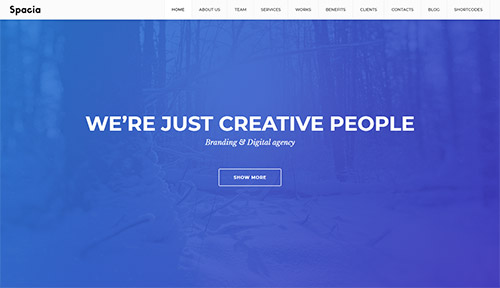 Spacia
HOME ABOUT US TEAM SERVICES WORKS BENEFITS CLIENTS CONTACTS BLOG SHORTCODES
WE'RE JUST CREATIVE PEOPLE
Branding & Digital agency
SHOW MORE